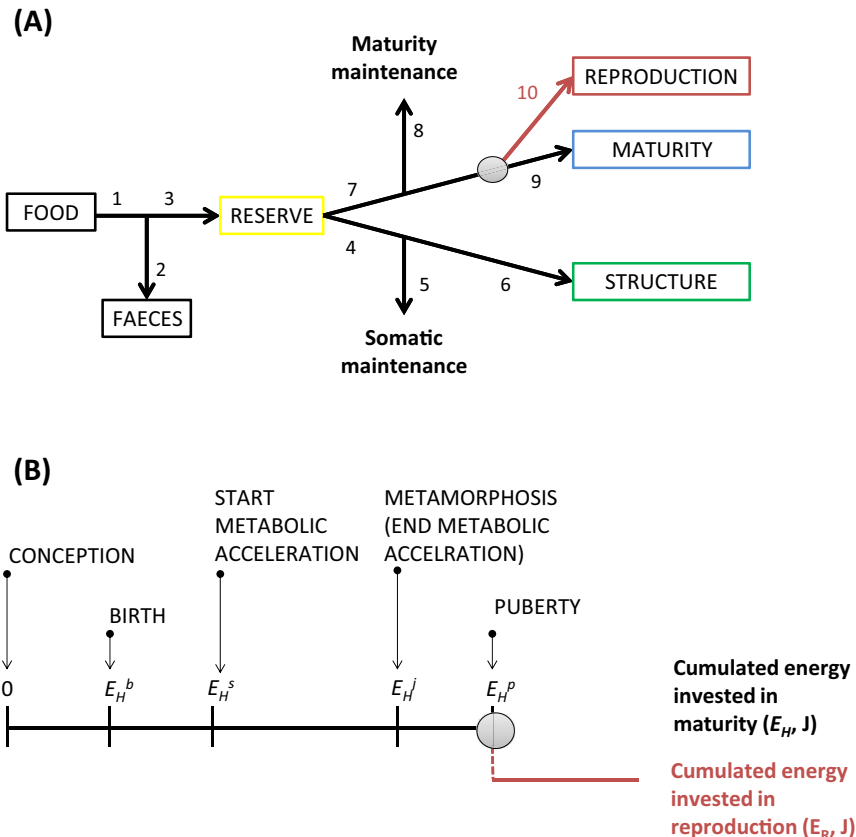 (A)
Maturity
maintenance
REPRODUCTION
10
8
MATURITY
7
9
1
3
FOOD
RESERVE
4
2
5
6
STRUCTURE
FAECES
Somatic
maintenance
(B)
START
METABOLIC
ACCELERATION
METAMORPHOSIS
(END METABOLIC
ACCELRATION)
CONCEPTION
BIRTH
PUBERTY
0
E_H^b
E_H^s
E_H^j
E_H^p
Cumulated energy
invested in
maturity (E_H, J)
Cumulated energy
invested in
reproduction (E_R, J)